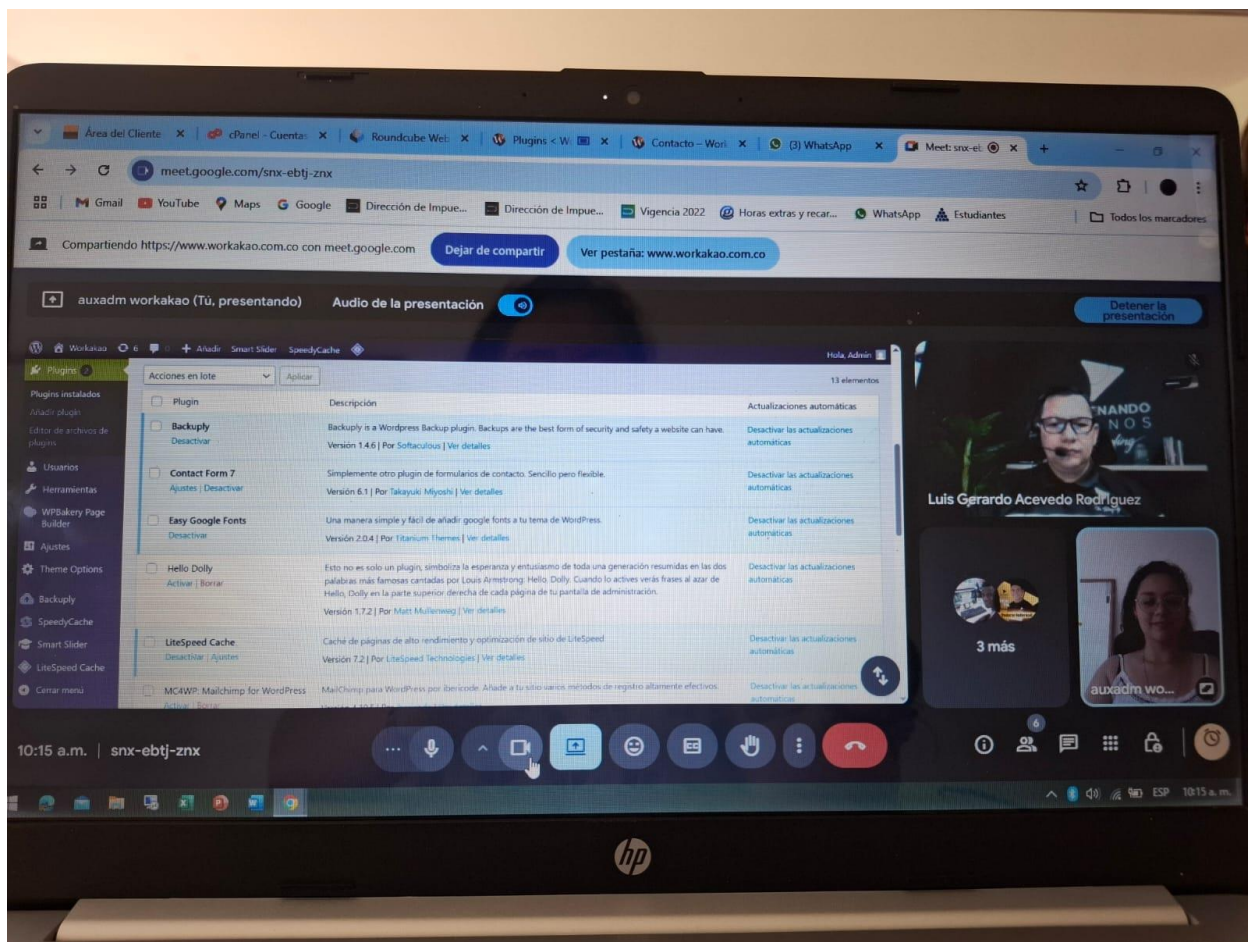 Área del Cliente
cPanel - Cuentas
Roundcube Web
Plugins < W
Contacto – Work
(3) WhatsApp
Meet: snx-eb
meet.google.com/snx-ebtj-znx
Gmail
YouTube
Maps
Google
Dirección de Impue...
Dirección de Impue...
Vigencia 2022
Horas extras y recar...
WhatsApp
Estudiantes
Todos los marcadores
Compartiendo https://www.workakao.com.co con meet.google.com
Dejar de compartir
Ver pestaña: www.workakao.com.co
auxadm workakao (Tú, presentando)
Audio de la presentación
Detener la
presentación
Workakao
6
Añadir
Smart Slider
SpeedyCache
Hola, Admin
Plugins
Plugins instalados
Añadir plugin
Editor de archivos de
plugins
Usuarios
Herramientas
WPBakery Page
Builder
Ajustes
Theme Options
Backuply
SpeedyCache
Smart Slider
LiteSpeed Cache
Cerrar menú
Acciones en lote
Aplicar
13 elementos
Plugin
Descripción
Actualizaciones automáticas
Backuply
Desactivar
Backuply is a Wordpress Backup plugin. Backups are the best form of security and safety a website can have.
Versión 1.4.6 | Por Softaculous | Ver detalles
Desactivar las actualizaciones
automáticas
Contact Form 7
Ajustes | Desactivar
Simplemente otro plugin de formularios de contacto. Sencillo pero flexible.
Versión 6.1 | Por Takayuki Miyoshi | Ver detalles
Desactivar las actualizaciones
automáticas
Easy Google Fonts
Desactivar
Una manera simple y fácil de añadir google fonts a tu tema de WordPress.
Versión 2.0.4 | Por Titanium Themes | Ver detalles
Desactivar las actualizaciones
automáticas
Hello Dolly
Activar | Borrar
Esto no es solo un plugin, simboliza la esperanza y entusiasmo de toda una generación resumidas en las dos
palabras más famosas cantadas por Louis Armstrong: Hello, Dolly. Cuando lo actives verás frases al azar de
Hello, Dolly en la parte superior derecha de cada página de tu pantalla de administración.
Versión 1.7.2 | Por Matt Mullenweg | Ver detalles
Desactivar las actualizaciones
automáticas
LiteSpeed Cache
Desactivar | Ajustes
Caché de páginas de alto rendimiento y optimización de sitio de LiteSpeed
Versión 7.2 | Por LiteSpeed Technologies | Ver detalles
Desactivar las actualizaciones
automáticas
MC4WP: Mailchimp for WordPress
Activar | Borrar
MailChimp para WordPress por ibericode. Añade a tu sitio varios métodos de registro altamente efectivos.
Desactivar las actualizaciones
automáticas
NANDO
NOS
Luis Gerardo Acevedo Rodriguez
3 más
auxadm wo...
10:15 a.m. | snx-ebtj-znx
6
ESP
10:15 a. m.
hp